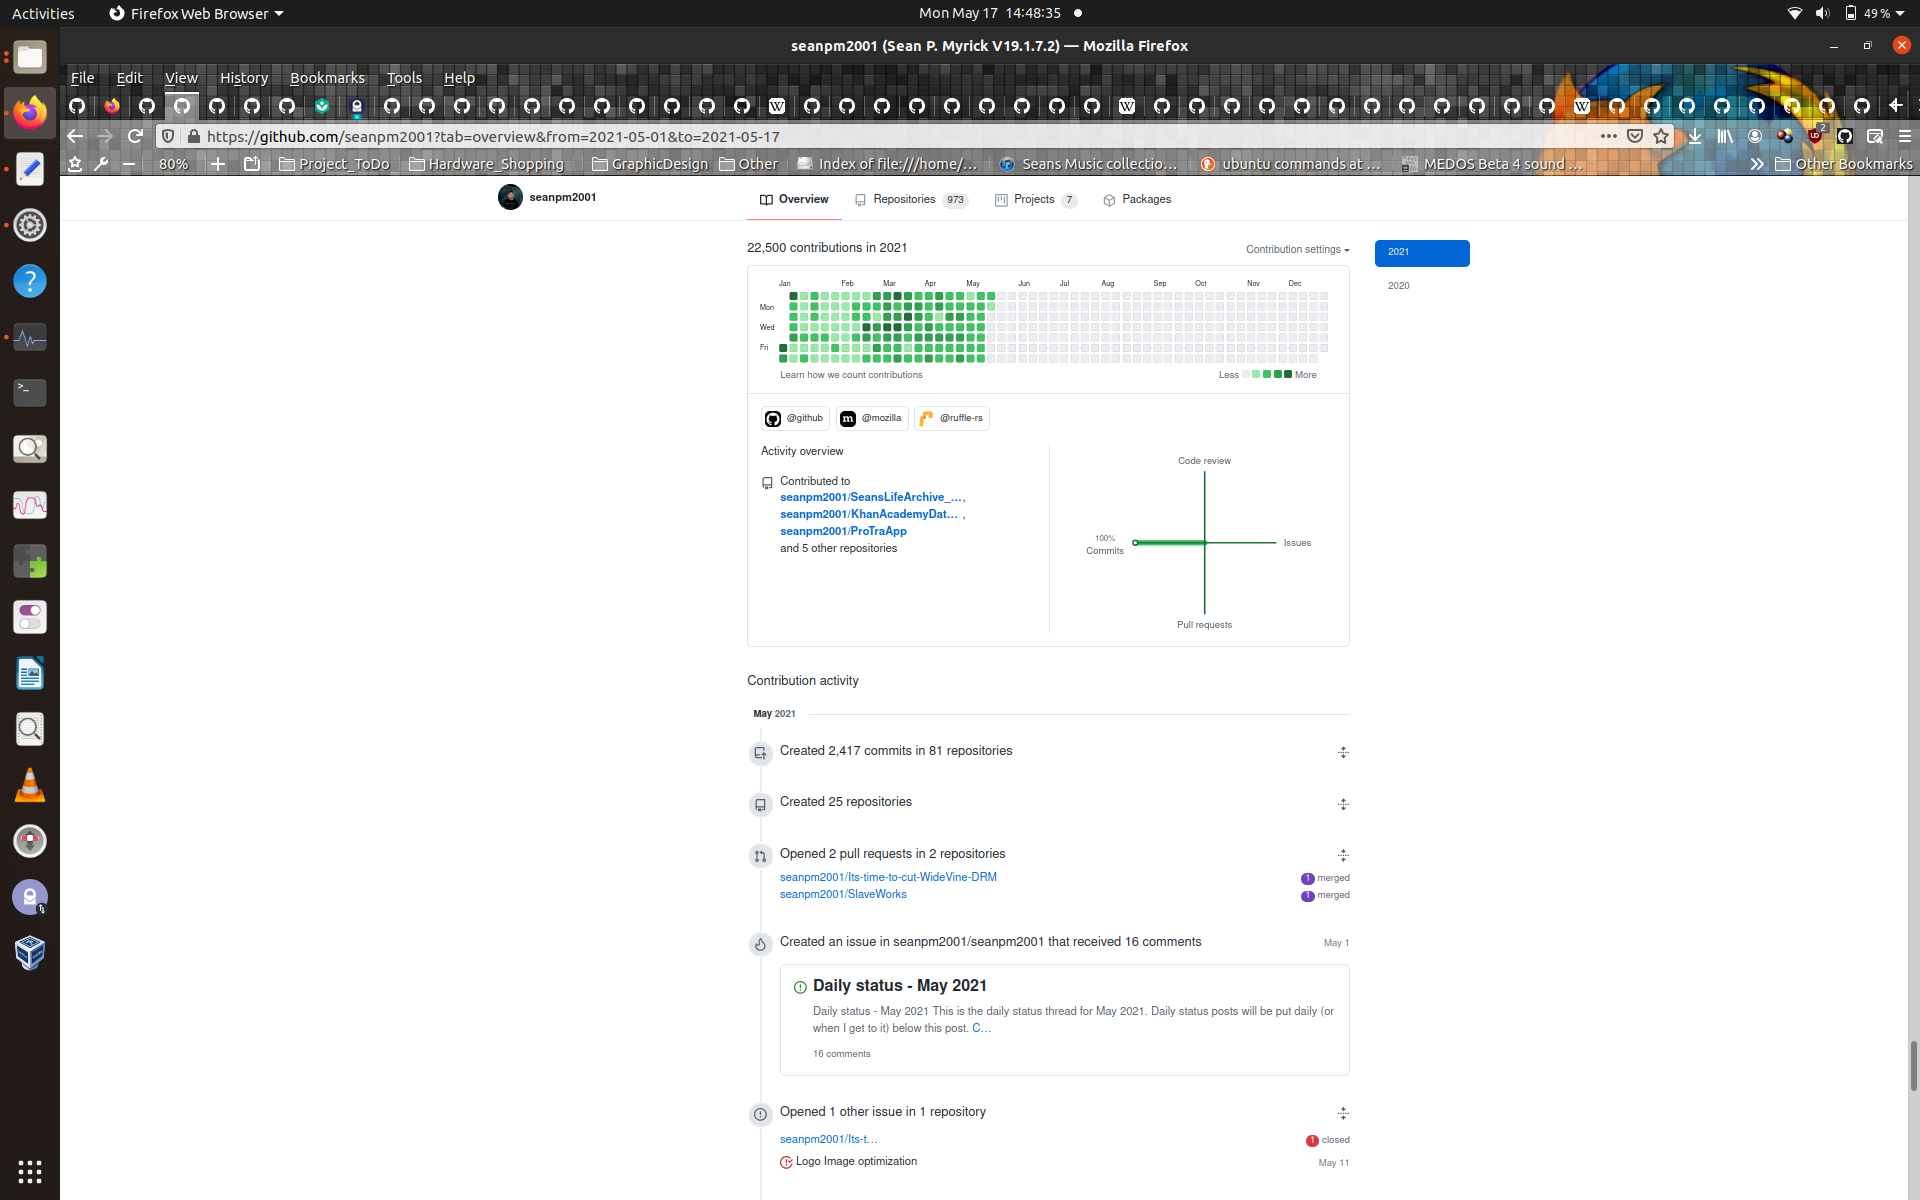 Activities
Firefox Web Browser
Mon May 17 14:48:35
49 %
seanpm2001 (Sean P. Myrick V19.1.7.2) — Mozilla Firefox
File Edit View History Bookmarks Tools Help
https://github.com/seanpm2001?tab=overview&from=2021-05-01&to=2021-05-17
2
80%
Project_ToDo
Hardware_Shopping
GraphicDesign
Other
Index of file:///home/…
Seans Music collectio…
ubuntu commands at …
MEDOS Beta 4 sound …
Other Bookmarks
seanpm2001
Overview
Repositories 973
Projects 7
Packages
22,500 contributions in 2021
Contribution settings
2021
2020
Jan Feb Mar Apr May Jun Jul Aug Sep Oct Nov Dec
Mon
Wed
Fri
Learn how we count contributions
Less More
@github
@mozilla
@ruffle-rs
Activity overview
Contributed to
seanpm2001/SeansLifeArchive_…,
seanpm2001/KhanAcademyDat… ,
seanpm2001/ProTraApp
and 5 other repositories
Code review
100%
Commits
Issues
Pull requests
Contribution activity
May 2021
Created 2,417 commits in 81 repositories
Created 25 repositories
Opened 2 pull requests in 2 repositories
seanpm2001/Its-time-to-cut-WideVine-DRM
1 merged
seanpm2001/SlaveWorks
1 merged
Created an issue in seanpm2001/seanpm2001 that received 16 comments
May 1
Daily status - May 2021
Daily status - May 2021 This is the daily status thread for May 2021. Daily status posts will be put daily (or
when I get to it) below this post. C…
16 comments
Opened 1 other issue in 1 repository
seanpm2001/Its-t…
1 closed
Logo Image optimization
May 11